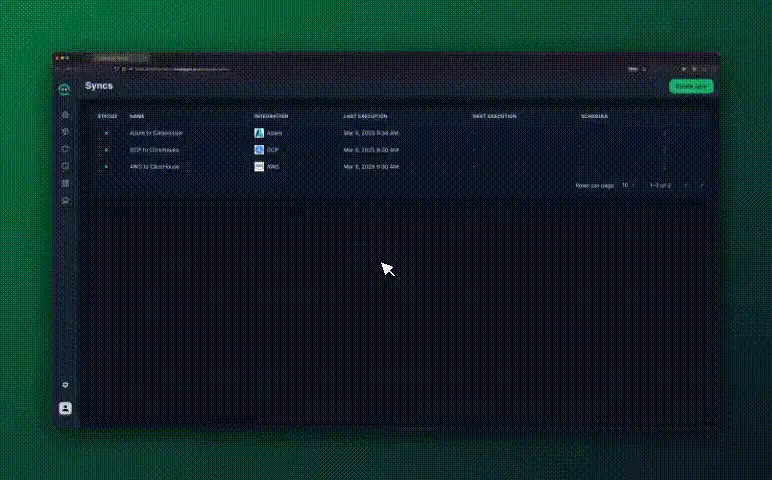 Syncs
Create sync
STATUS NAME INTEGRATION LAST EXECUTION NEXT EXECUTION SCHEDULE
Azure to ClickHouse Azure Mar 6, 2025 9:34 AM
GCP to ClickHouse GCP Mar 6, 2025 9:30 AM
AWS to ClickHouse AWS Mar 6, 2025 9:30 AM
Rows per page 10 1–3 of 3